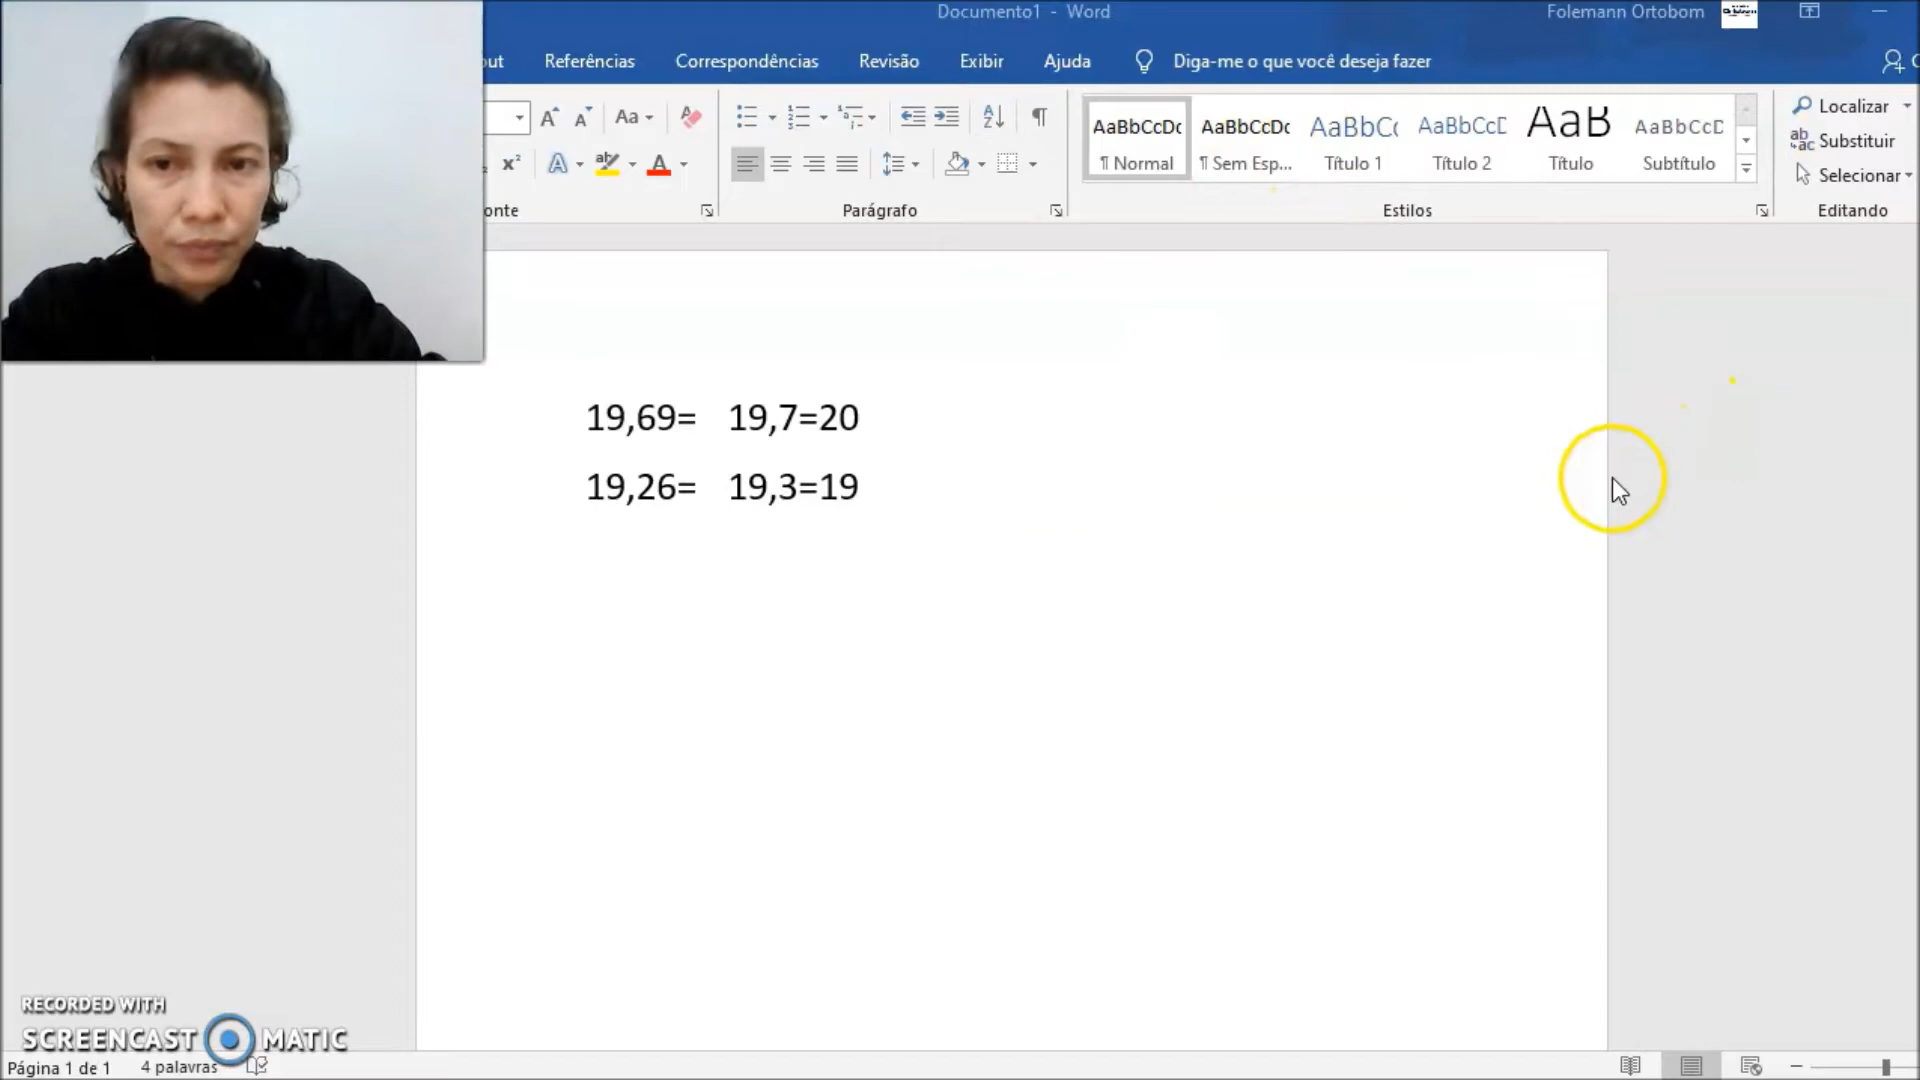 Documento1 - Word
Folemann Ortobom
out Referências Correspondências Revisão Exibir Ajuda Diga-me o que você deseja fazer
AaBbCcDc AaBbCcDc AaBbCc AaBbCcD AaB AaBbCcD
¶ Normal ¶ Sem Esp... Título 1 Título 2 Título Subtítulo
Localizar
Substituir
Selecionar
onte Parágrafo Estilos Editando
19,69= 19,7=20
19,26= 19,3=19
RECORDED WITH
SCREENCAST MATIC
Página 1 de 1 4 palavras